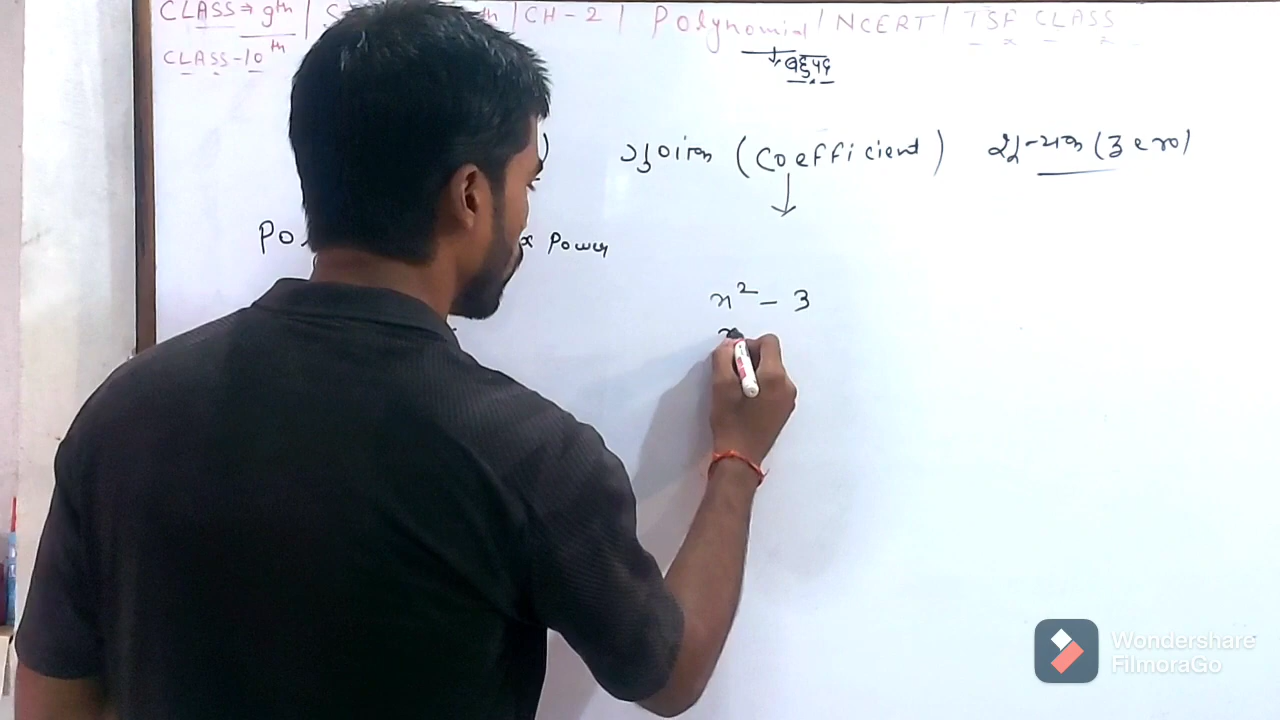 CLASS → 9th | S th | CH-2 | Polynomial | NCERT | TSF CLASS
CLASS-10th
बहुपद
) गुणांक (Coefficient) शून्यक (Zero)
Po x Power
x² - 3
x
Wondershare
FilmoraGo